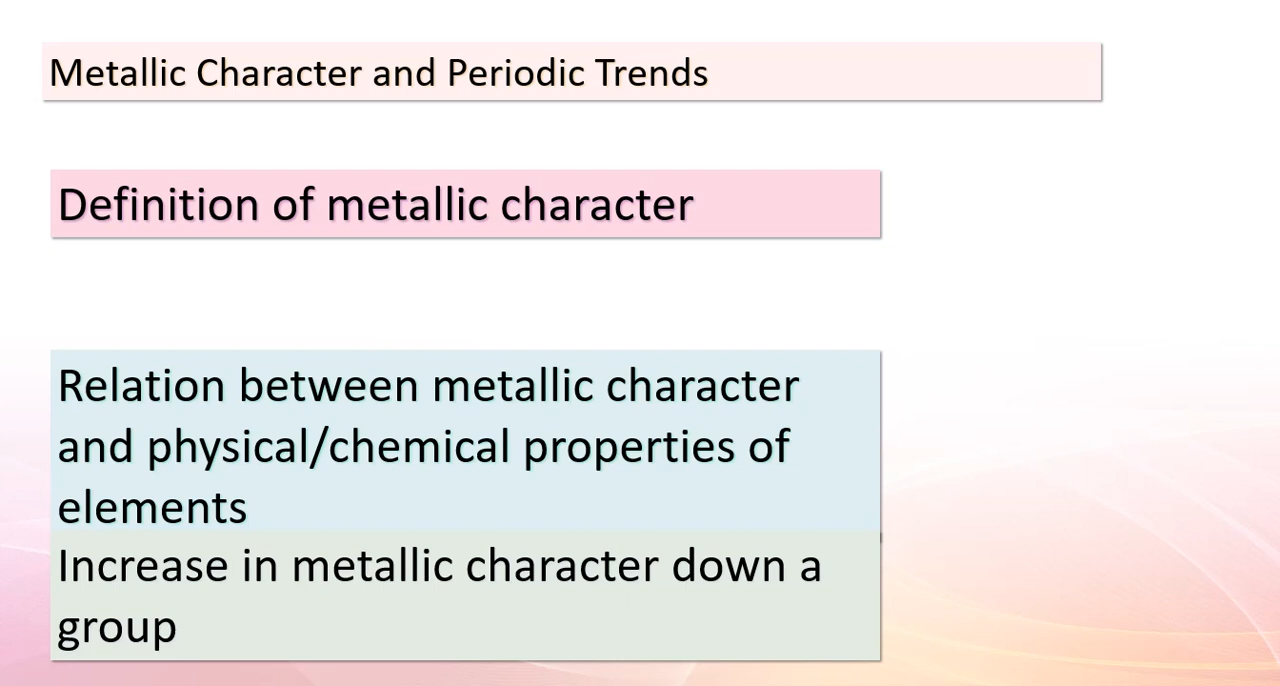 Metallic Character and Periodic Trends
Definition of metallic character
Relation between metallic character
and physical/chemical properties of
elements
Increase in metallic character down a
group